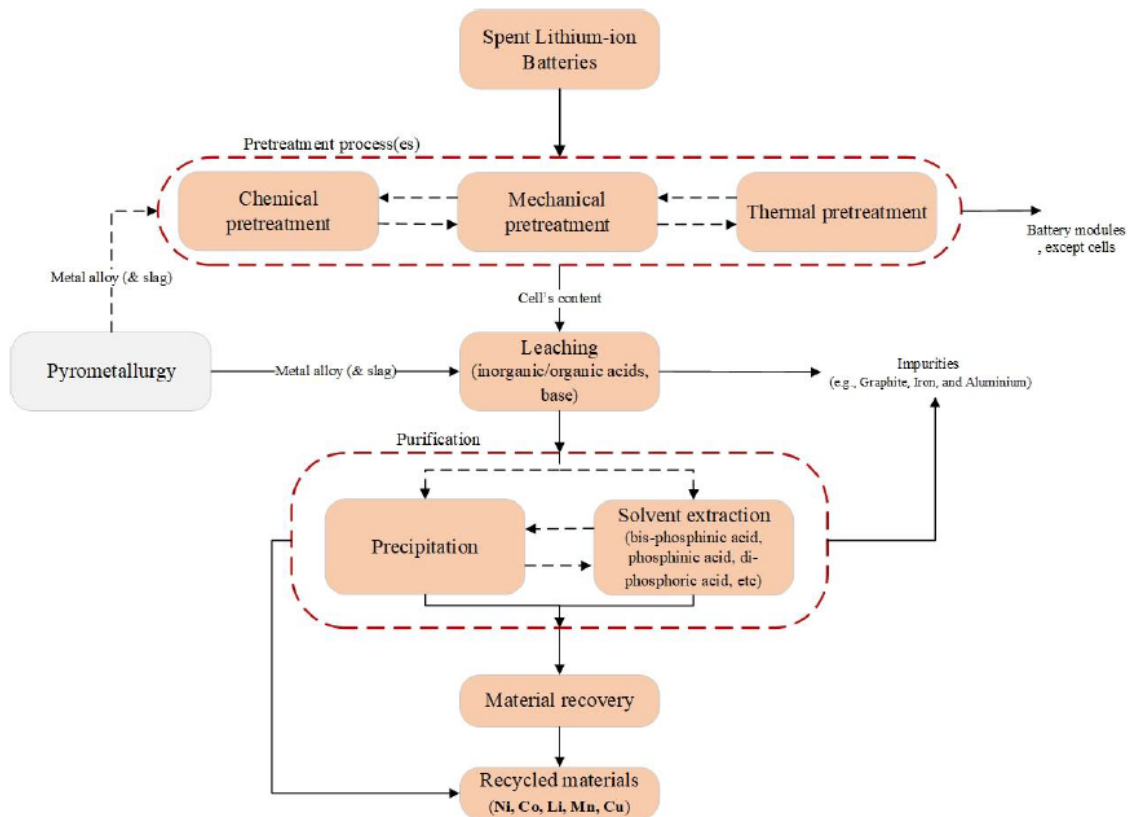 Spent Lithium-ion
Batteries
Pretreatment process(es)
Chemical
pretreatment
Mechanical
pretreatment
Thermal pretreatment
Battery modules
, except cells
Metal alloy (& slag)
Cell's content
Pyrometallurgy
Metal alloy (& slag)
Leaching
(inorganic/organic acids,
base)
Impurities
(e.g., Graphite, Iron, and Aluminium)
Purification
Precipitation
Solvent extraction
(bis-phosphinic acid,
phosphinic acid, di-
phosphoric acid, etc)
Material recovery
Recycled materials
(Ni, Co, Li, Mn, Cu)